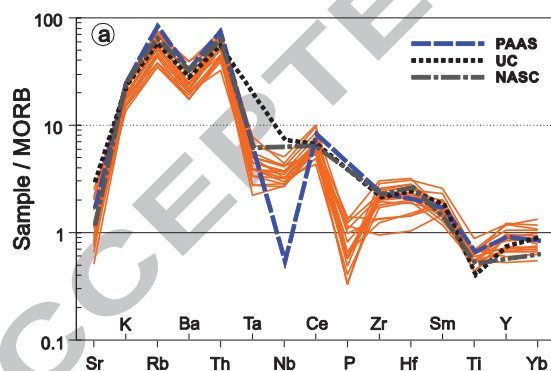 100
a
PAAS
UC
NASC
10
1
0.1
Sample / MORB
K Ba Ta Ce Zr Sm Y
Sr Rb Th Nb P Hf Ti Yb
CCEPTE